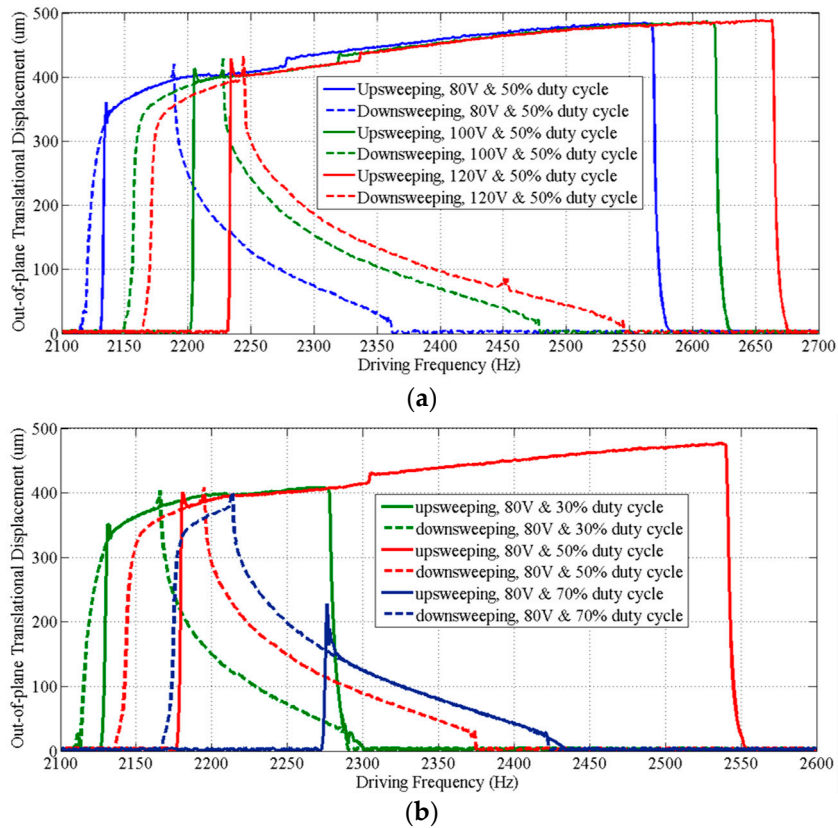 500
400
300
200
100
0
Out-of-plane Translational Displacement (um)
Upsweeping, 80V & 50% duty cycle
Downsweeping, 80V & 50% duty cycle
Upsweeping, 100V & 50% duty cycle
Downsweeping, 100V & 50% duty cycle
Upsweeping, 120V & 50% duty cycle
Downsweeping, 120V & 50% duty cycle
2100 2150 2200 2250 2300 2350 2400 2450 2500 2550 2600 2650 2700
Driving Frequency (Hz)
(a)
500
400
300
200
100
0
Out-of-plane Translational Displacement (um)
upsweeping, 80V & 30% duty cycle
downsweeping, 80V & 30% duty cycle
upsweeping, 80V & 50% duty cycle
downsweeping, 80V & 50% duty cycle
upsweeping, 80V & 70% duty cycle
downsweeping, 80V & 70% duty cycle
2100 2150 2200 2250 2300 2350 2400 2450 2500 2550 2600
Driving Frequency (Hz)
(b)